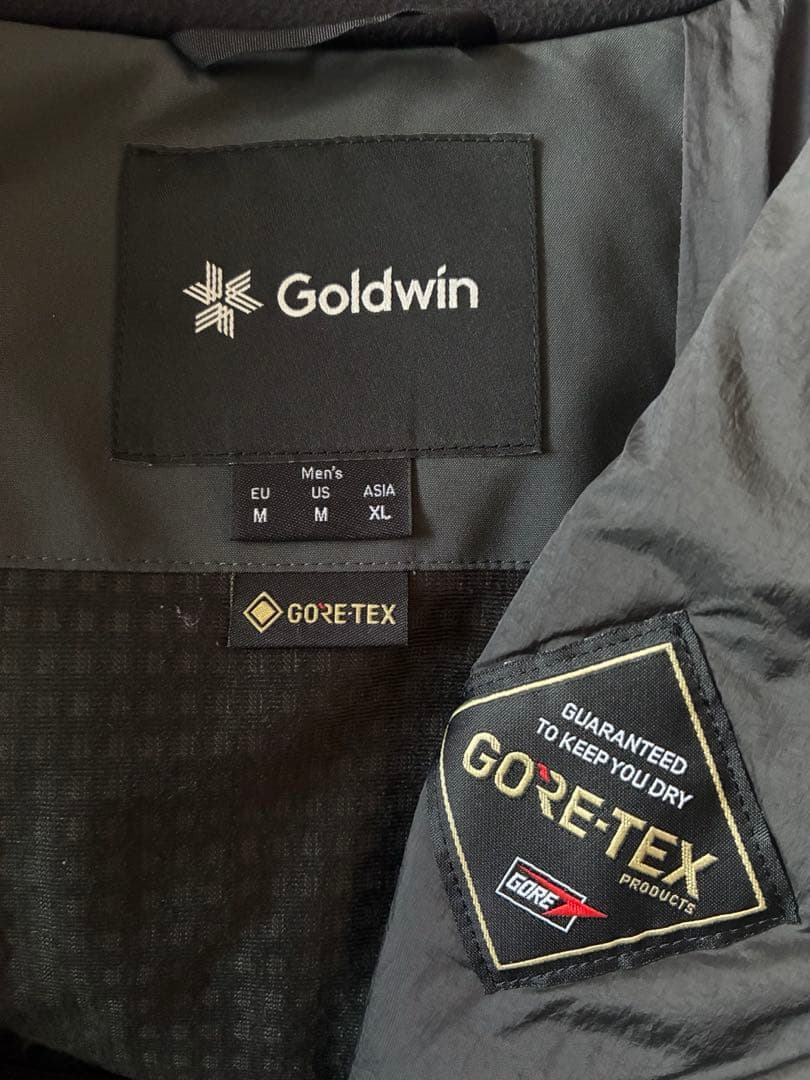 Goldwin
Men's
EU US ASIA
M M XL
GORE-TEX
GUARANTEED
TO KEEP YOU DRY
GORE-TEX
PRODUCTS
GORE